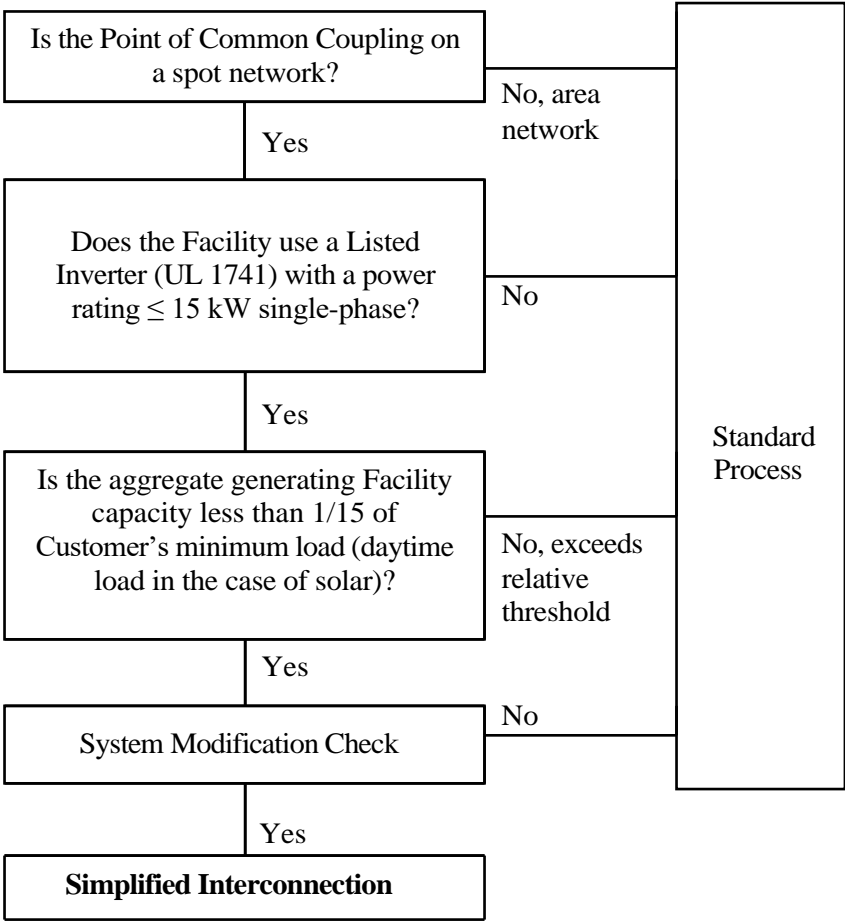 Is the Point of Common Coupling on
a spot network?
No, area
network
Yes
Does the Facility use a Listed
Inverter (UL 1741) with a power
rating ≤ 15 kW single-phase?
No
Yes
Standard
Process
Is the aggregate generating Facility
capacity less than 1/15 of
Customer’s minimum load (daytime
load in the case of solar)?
No, exceeds
relative
threshold
Yes
System Modification Check
No
Yes
Simplified Interconnection